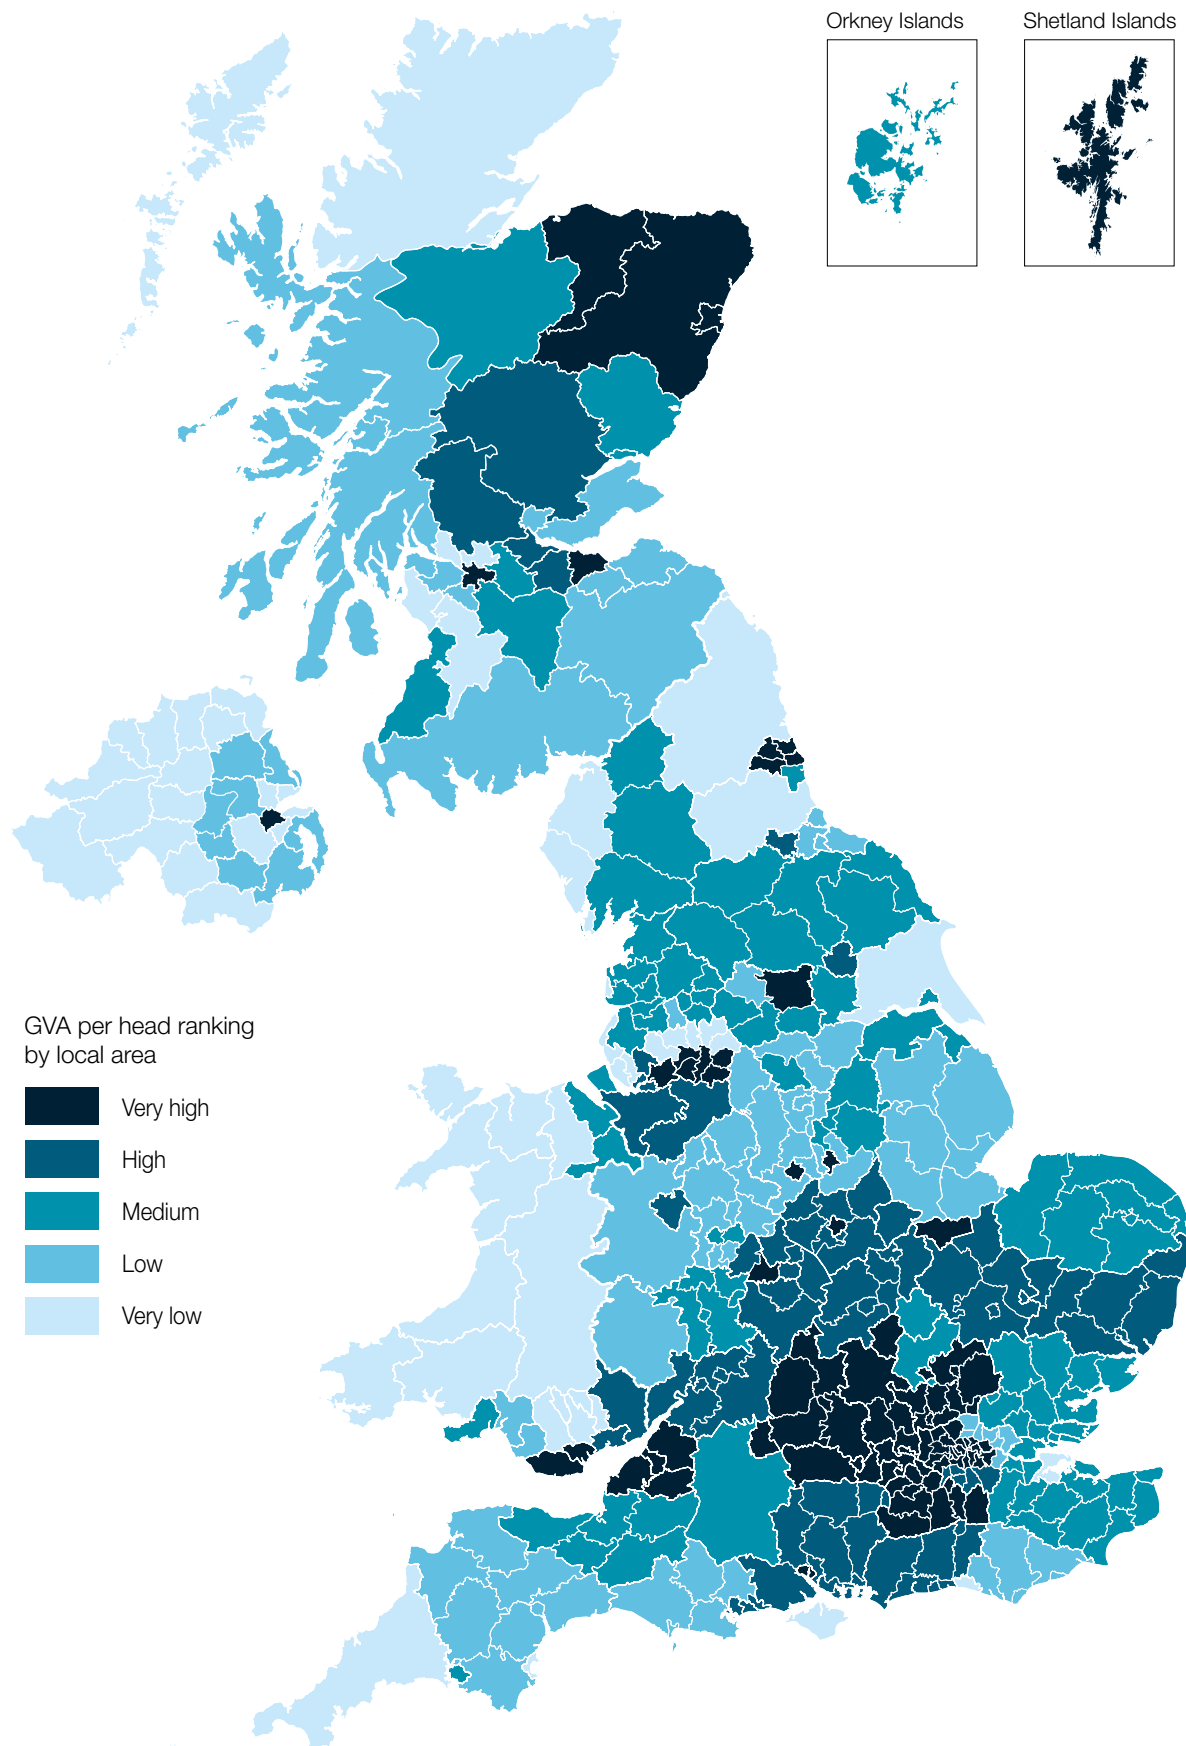 Orkney Islands
Shetland Islands
GVA per head ranking
by local area
Very high
High
Medium
Low
Very low